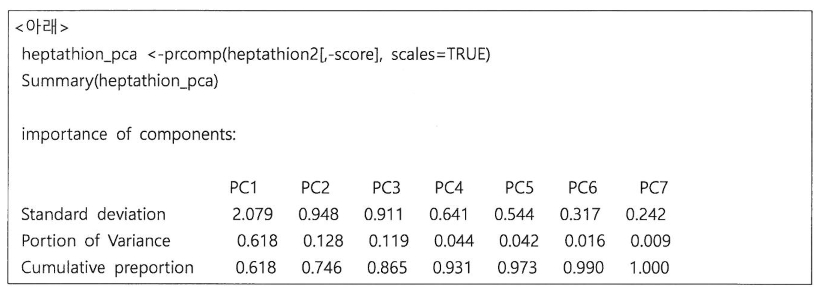 <아래>
heptathion_pca <-prcomp(heptathion2[,-score], scales=TRUE)
Summary(heptathion_pca)
importance of components:
PC1 PC2 PC3 PC4 PC5 PC6 PC7
Standard deviation 2.079 0.948 0.911 0.641 0.544 0.317 0.242
Portion of Variance 0.618 0.128 0.119 0.044 0.042 0.016 0.009
Cumulative preportion 0.618 0.746 0.865 0.931 0.973 0.990 1.000